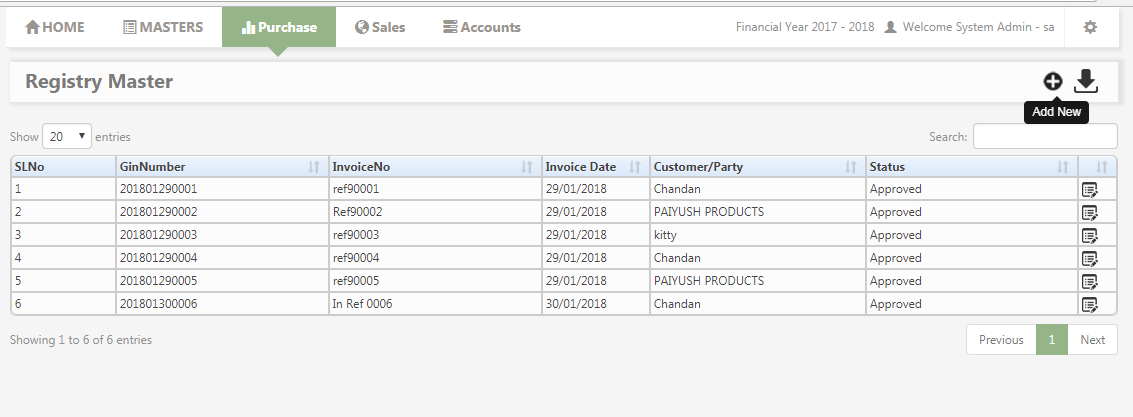 HOME MASTERS Purchase Sales Accounts Financial Year 2017 - 2018 Welcome System Admin - sa
Registry Master
Add New
Show 20 entries Search:
SLNo GinNumber InvoiceNo Invoice Date Customer/Party Status
1 201801290001 ref90001 29/01/2018 Chandan Approved
2 201801290002 Ref90002 29/01/2018 PAIYUSH PRODUCTS Approved
3 201801290003 ref90003 29/01/2018 kitty Approved
4 201801290004 ref90004 29/01/2018 Chandan Approved
5 201801290005 ref90005 29/01/2018 PAIYUSH PRODUCTS Approved
6 201801300006 In Ref 0006 30/01/2018 Chandan Approved
Showing 1 to 6 of 6 entries Previous 1 Next